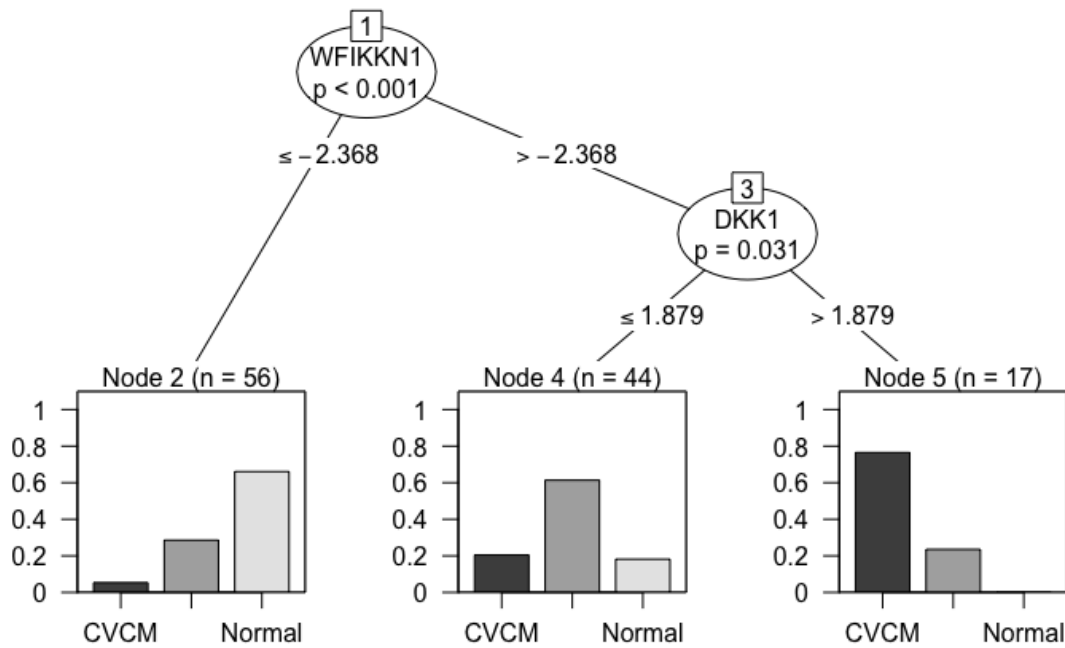 1
WFIKKN1
p < 0.001
≤ −2.368
> −2.368
3
DKK1
p = 0.031
≤ 1.879
> 1.879
Node 2 (n = 56)
1
0.8
0.6
0.4
0.2
0
CVCM
Normal
Node 4 (n = 44)
1
0.8
0.6
0.4
0.2
0
CVCM
Normal
Node 5 (n = 17)
1
0.8
0.6
0.4
0.2
0
CVCM
Normal